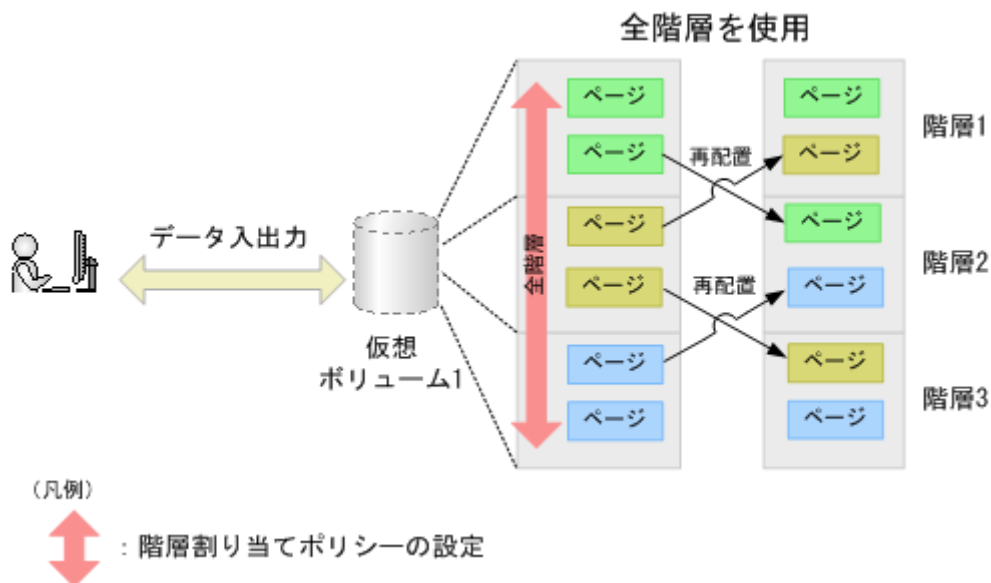 全階層を使用
ページ
ページ
階層1
ページ
再配置
ページ
データ入出力
全階層
ページ
ページ
階層2
ページ
再配置
ページ
仮想
ボリューム1
ページ
ページ
階層3
ページ
ページ
(凡例)
：階層割り当てポリシーの設定